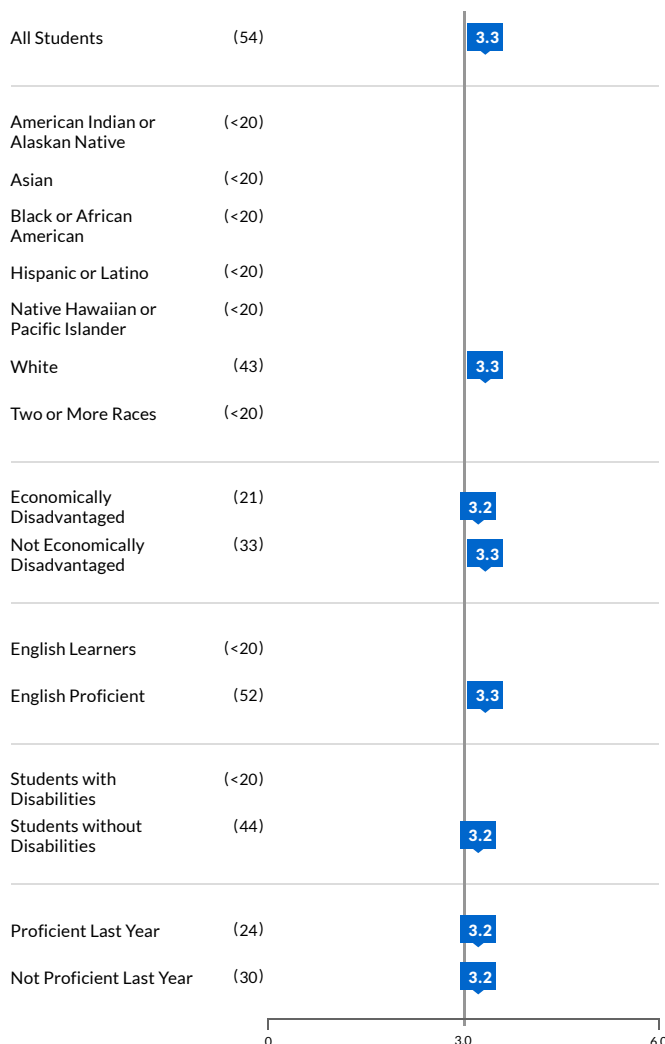 All Students (54) 3.3
American Indian or (<20)
Alaskan Native
Asian (<20)
Black or African (<20)
American
Hispanic or Latino (<20)
Native Hawaiian or (<20)
Pacific Islander
White (43) 3.3
Two or More Races (<20)
Economically (21) 3.2
Disadvantaged
Not Economically (33) 3.3
Disadvantaged
English Learners (<20)
English Proficient (52) 3.3
Students with (<20)
Disabilities
Students without (44) 3.2
Disabilities
Proficient Last Year (24) 3.2
Not Proficient Last Year (30) 3.2
0 3.0 6.0